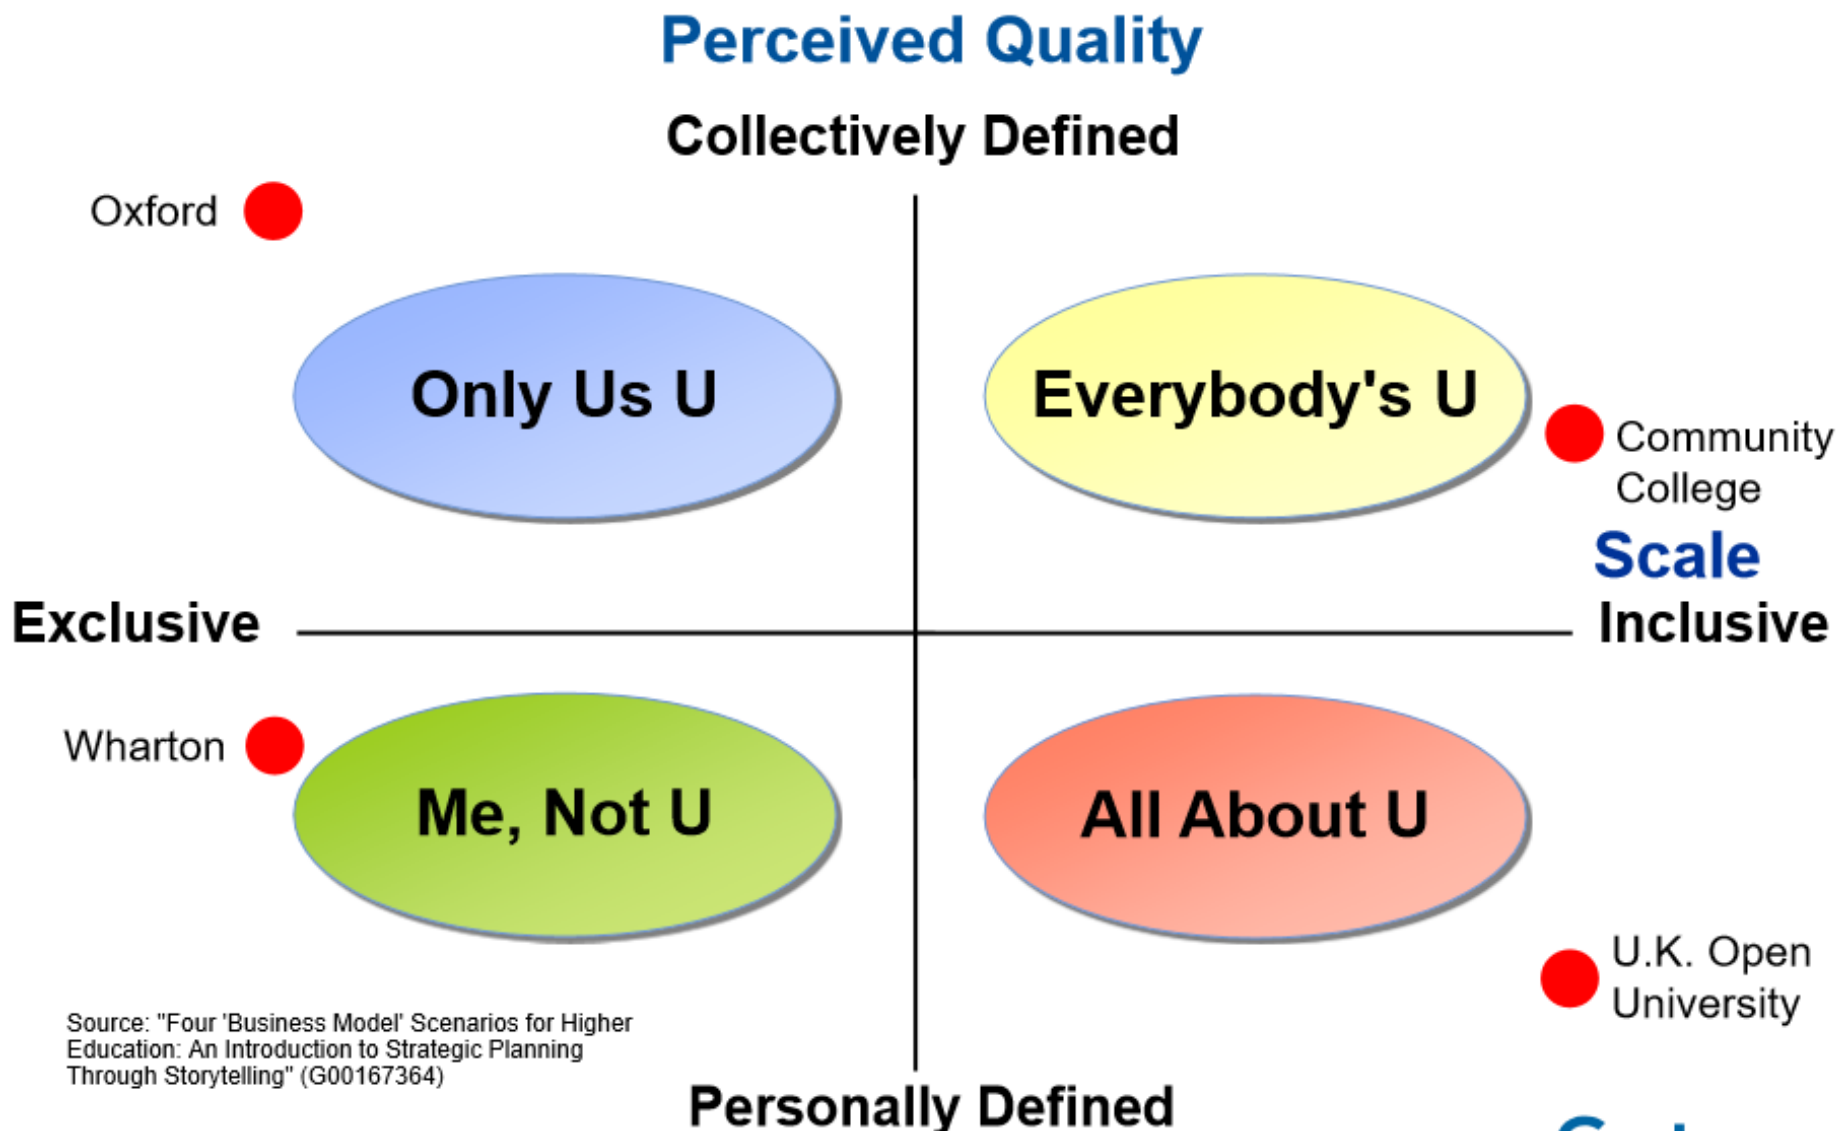 Perceived Quality
Collectively Defined
Oxford
Only Us U
Everybody's U
Community
College
Scale
Exclusive
Inclusive
Wharton
Me, Not U
All About U
U.K. Open
University
Source: "Four 'Business Model' Scenarios for Higher
Education: An Introduction to Strategic Planning
Through Storytelling" (G00167364)
Personally Defined